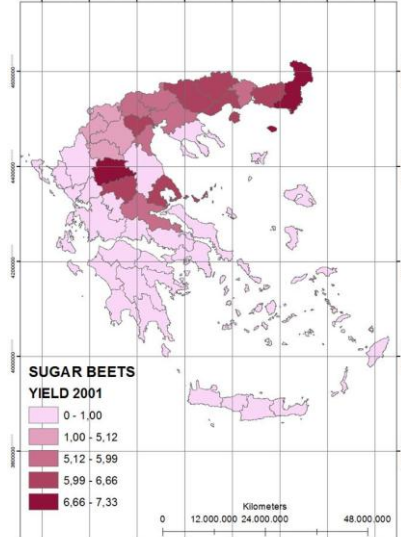 SUGAR BEETS
YIELD 2001
0 - 1,00
1,00 - 5,12
5,12 - 5,99
5,99 - 6,66
6,66 - 7,33
Kilometers
0 12.000.000 24.000.000 48.000.000